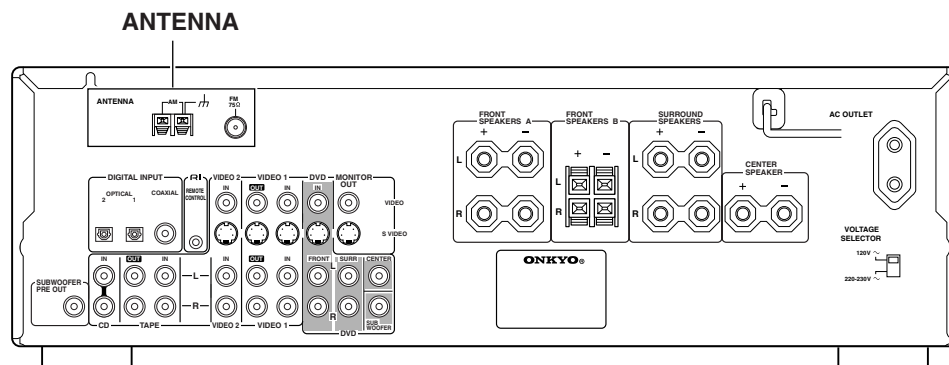 ANTENNA
ANTENNA
AM
FM
75Ω
AC OUTLET
FRONT
SPEAKERS A
FRONT
SPEAKERS B
SURROUND
SPEAKERS
+ −
+ −
+ −
L
L
L
R
R
R
CENTER
SPEAKER
+ −
DIGITAL INPUT
OPTICAL
2 1
COAXIAL
RI
REMOTE
CONTROL
VIDEO 2
VIDEO 1
DVD
MONITOR
OUT
IN
OUT
IN
IN
VIDEO
S VIDEO
VOLTAGE
SELECTOR
120V ∼
220-230V ∼
ONKYO®
SUBWOOFER
PRE OUT
IN
OUT
IN
L
R
IN
OUT
IN
FRONT
L
SURR
CENTER
R
SUB
WOOFER
CD
TAPE
VIDEO 2
VIDEO 1
DVD